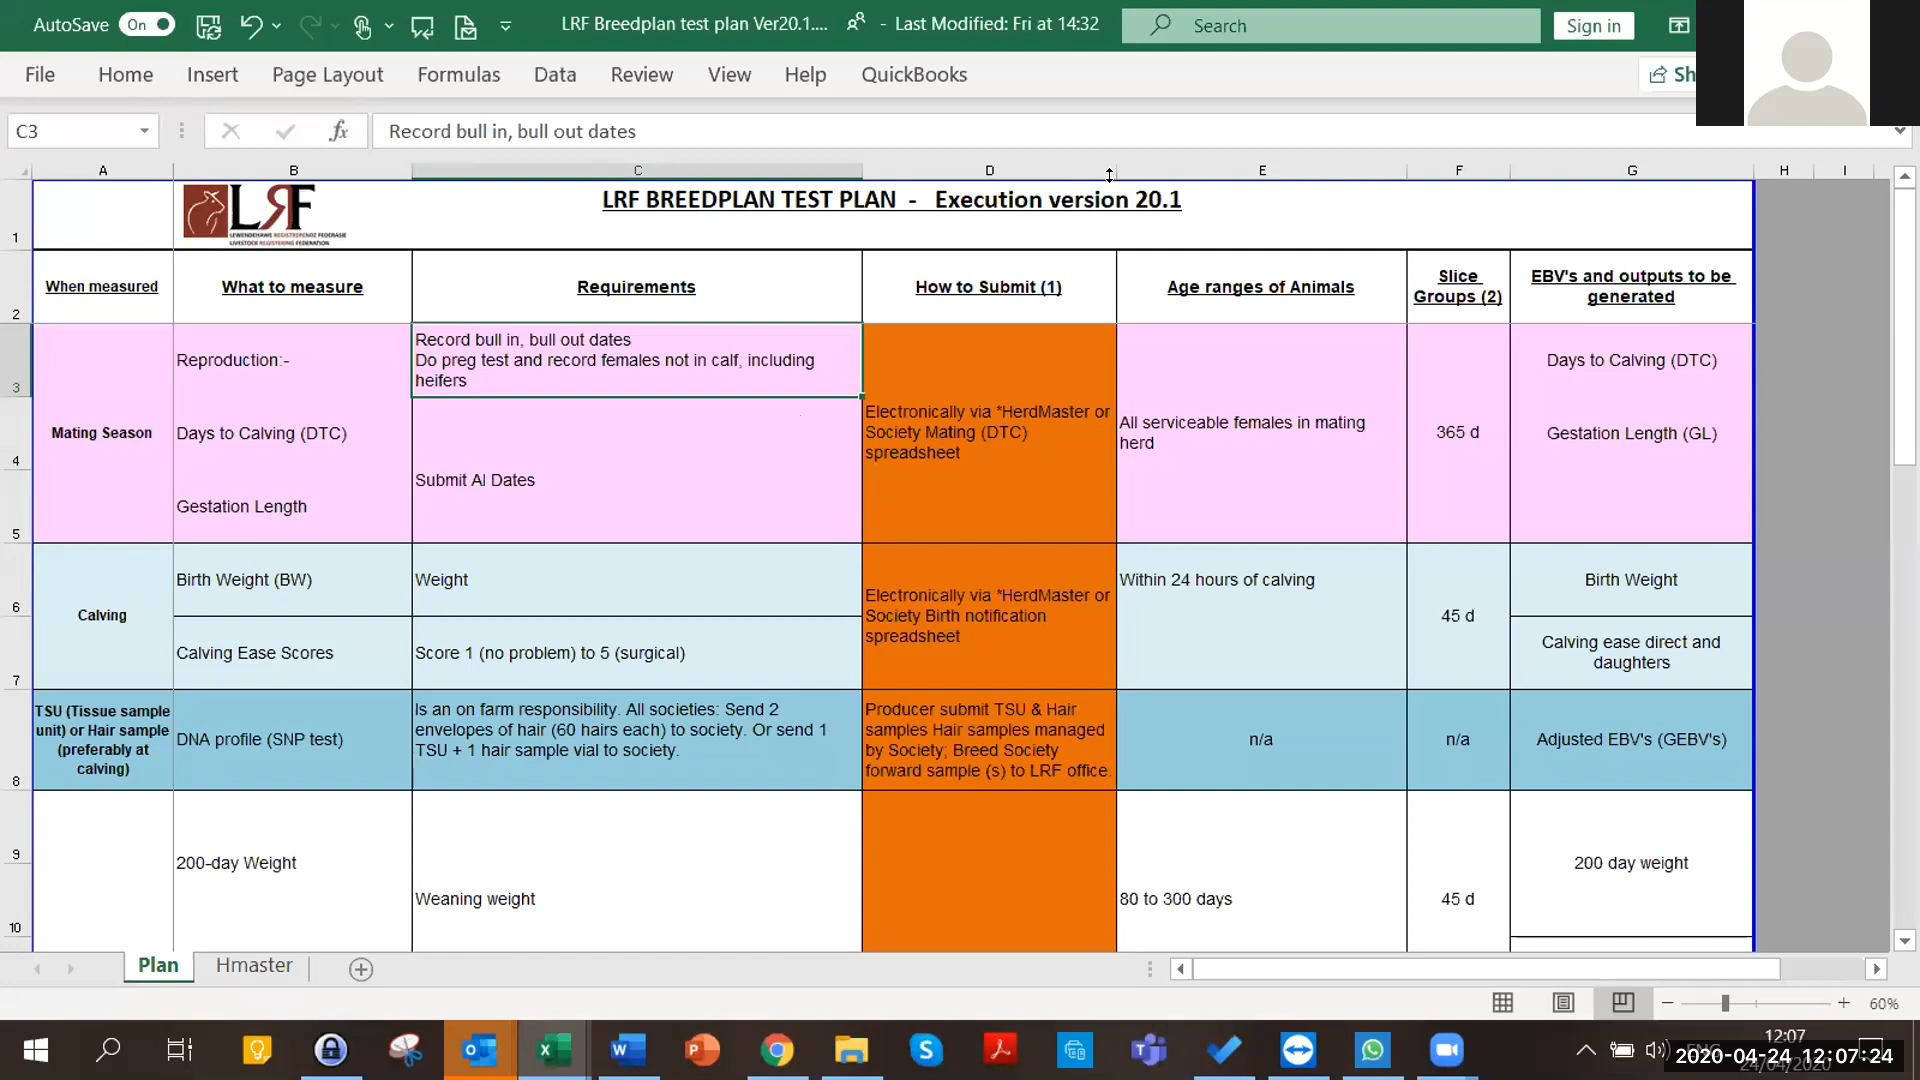 AutoSave On LRF Breedplan test plan Ver20.1.... - Last Modified: Fri at 14:32 Search Sign in
File Home Insert Page Layout Formulas Data Review View Help QuickBooks Sh
C3 fx Record bull in, bull out dates
A B C D E F G H I
1
LRF
LEWENDEHAWE REGISTRERENDE FEDERASIE
LIVESTOCK REGISTERING FEDERATION
LRF BREEDPLAN TEST PLAN - Execution version 20.1
2
When measured
What to measure
Requirements
How to Submit (1)
Age ranges of Animals
Slice
Groups (2)
EBV's and outputs to be
generated
3
4
5
Mating Season
Reproduction:-
Days to Calving (DTC)
Gestation Length
Record bull in, bull out dates
Do preg test and record females not in calf, including
heifers
Submit AI Dates
Electronically via *HerdMaster or
Society Mating (DTC)
spreadsheet
All serviceable females in mating
herd
365 d
Days to Calving (DTC)
Gestation Length (GL)
6
7
Calving
Birth Weight (BW)
Weight
Calving Ease Scores
Score 1 (no problem) to 5 (surgical)
Electronically via *HerdMaster or
Society Birth notification
spreadsheet
Within 24 hours of calving
45 d
Birth Weight
Calving ease direct and
daughters
8
TSU (Tissue sample
unit) or Hair sample
(preferably at
calving)
DNA profile (SNP test)
Is an on farm responsibility. All societies: Send 2
envelopes of hair (60 hairs each) to society. Or send 1
TSU + 1 hair sample vial to society.
Producer submit TSU & Hair
samples Hair samples managed
by Society; Breed Society
forward sample (s) to LRF office.
n/a
n/a
Adjusted EBV's (GEBV's)
9
10
200-day Weight
Weaning weight
80 to 300 days
45 d
200 day weight
Plan Hmaster
60%
12:07
2020-04-24 12:07:24
24/04/2020